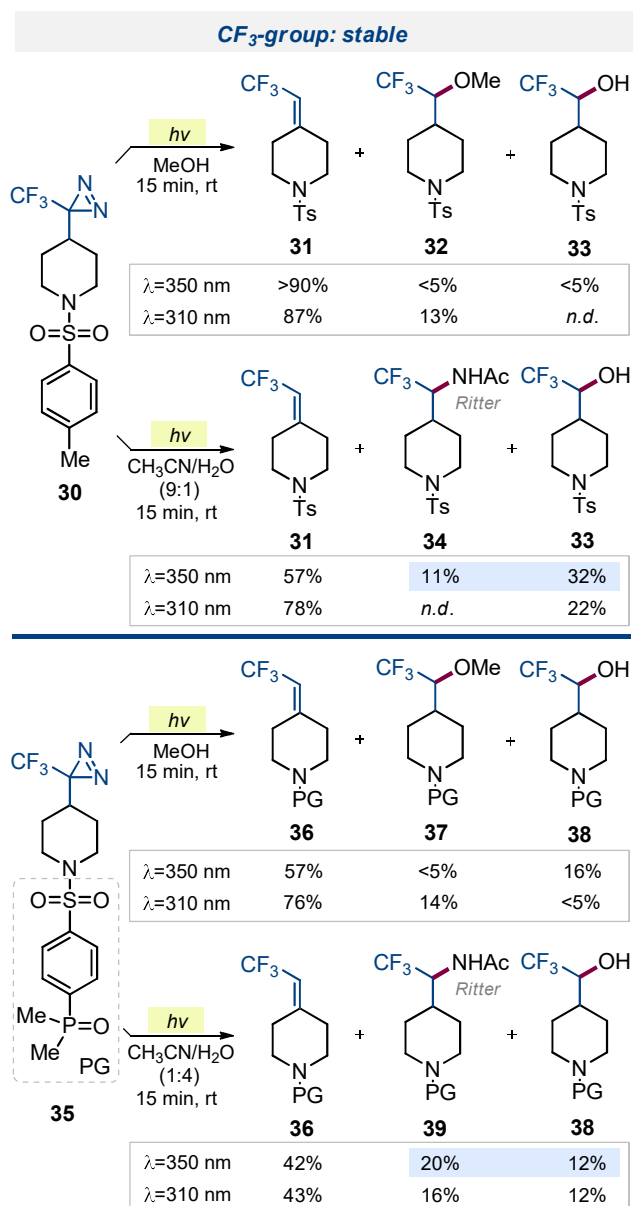 CF₃-group: stable
CF₃
N
N
N
O=S=O
Me
30
hv
MeOH
15 min, rt
CF₃
N
Ts
31
+
CF₃
OMe
N
Ts
32
+
CF₃
OH
N
Ts
33
λ=350 nm >90% <5% <5%
λ=310 nm 87% 13% n.d.
hv
CH₃CN/H₂O
(9:1)
15 min, rt
CF₃
N
Ts
31
+
CF₃
NHAc
Ritter
N
Ts
34
+
CF₃
OH
N
Ts
33
λ=350 nm 57% 11% 32%
λ=310 nm 78% n.d. 22%
CF₃
N
N
N
O=S=O
Me
P=O
Me
PG
35
hv
MeOH
15 min, rt
CF₃
N
PG
36
+
CF₃
OMe
N
PG
37
+
CF₃
OH
N
PG
38
λ=350 nm 57% <5% 16%
λ=310 nm 76% 14% <5%
hv
CH₃CN/H₂O
(1:4)
15 min, rt
CF₃
N
PG
36
+
CF₃
NHAc
Ritter
N
PG
39
+
CF₃
OH
N
PG
38
λ=350 nm 42% 20% 12%
λ=310 nm 43% 16% 12%